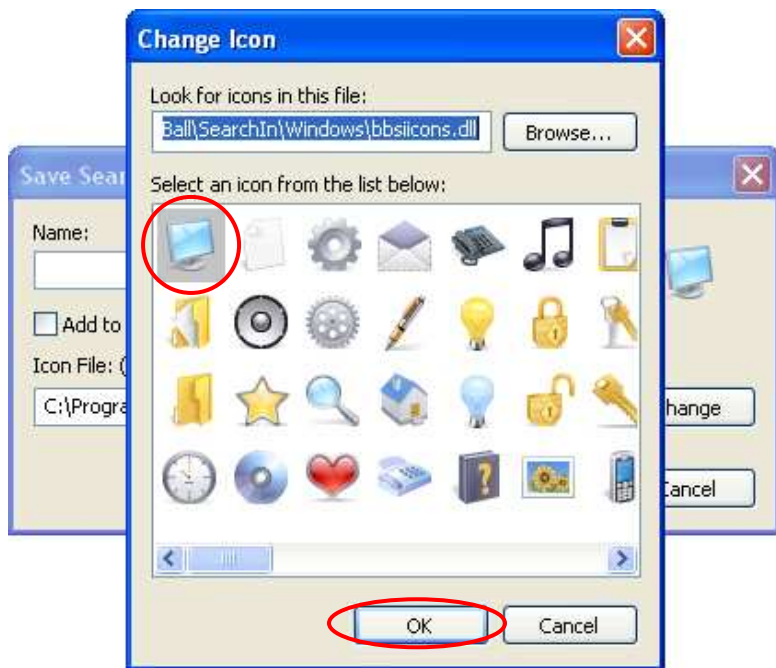 Change Icon
Look for icons in this file:
Ball\SearchIn\Windows\bbsiicons.dll
Browse...
Select an icon from the list below:
Save Sear
Name:
Add to
Icon File: (
C:\Progra
hange
Cancel
OK
Cancel